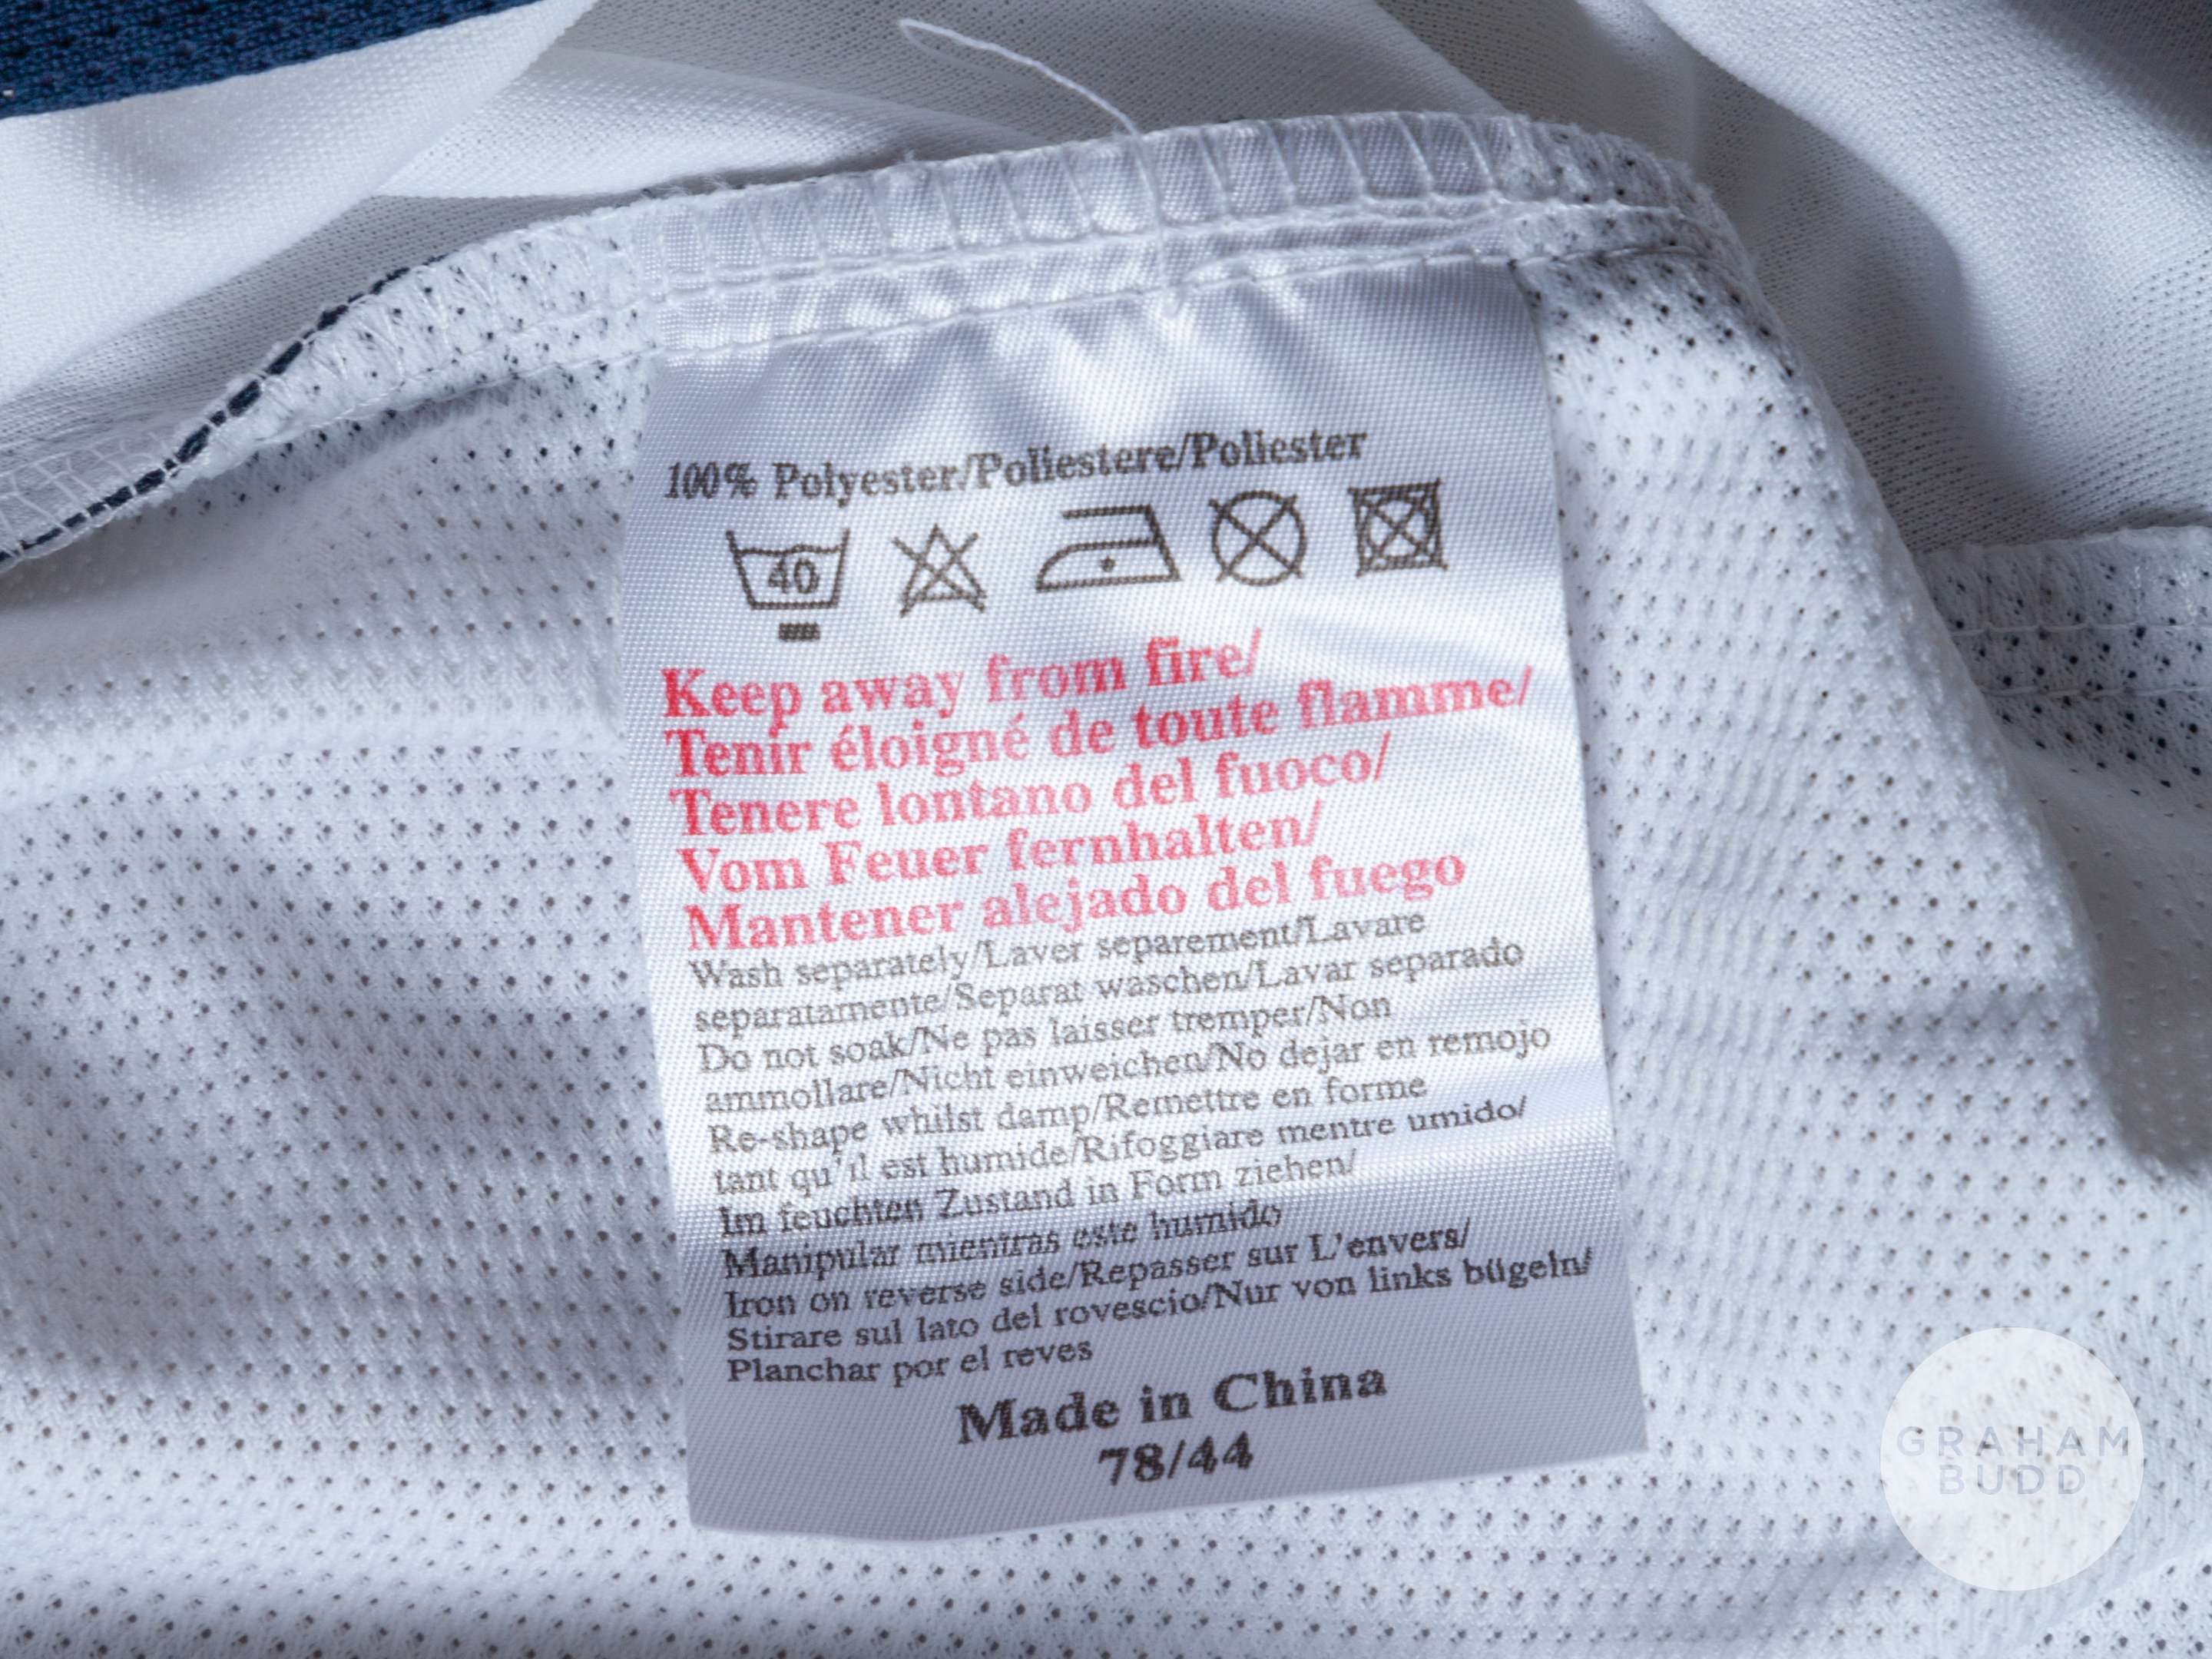 100% Polyester/Poliestere/Poliester
40
Keep away from fire/
Tenir éloigné de toute flamme/
Tenere lontano del fuoco/
Vom Feuer fernhalten/
Mantener alejado del fuego
Wash separately/Laver separement/Lavare
separatamente/Separat waschen/Lavar separado
Do not soak/Ne pas laisser tremper/Non
ammollare/Nicht einweichen/No dejar en remojo
Re-shape whilst damp/Remettre en forme
tant qu'il est humide/Rifoggiare mentre umido/
Im feuchten Zustand in Form ziehen/
Manipular mientras este humido
Iron on reverse side/Repasser sur L'envers/
Stirare sul lato del rovescio/Nur von links bügeln/
Planchar por el reves
Made in China
78/44
GRAHAM
BUDD